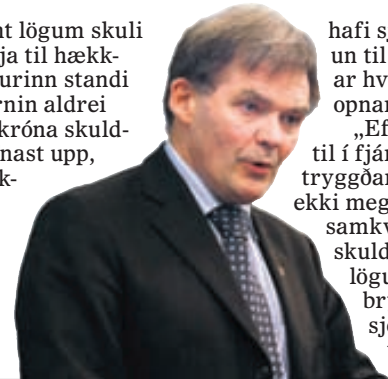 nt lögum skuli
ja til hækk-
urinn standi
rnin aldrei
króna skuld-
nast upp,
k-
hafi sj
un til
ar hv
opnar
„Ef
til í fjár
tryggðar
ekki meg
samkv
skuld
lögu
br
sj